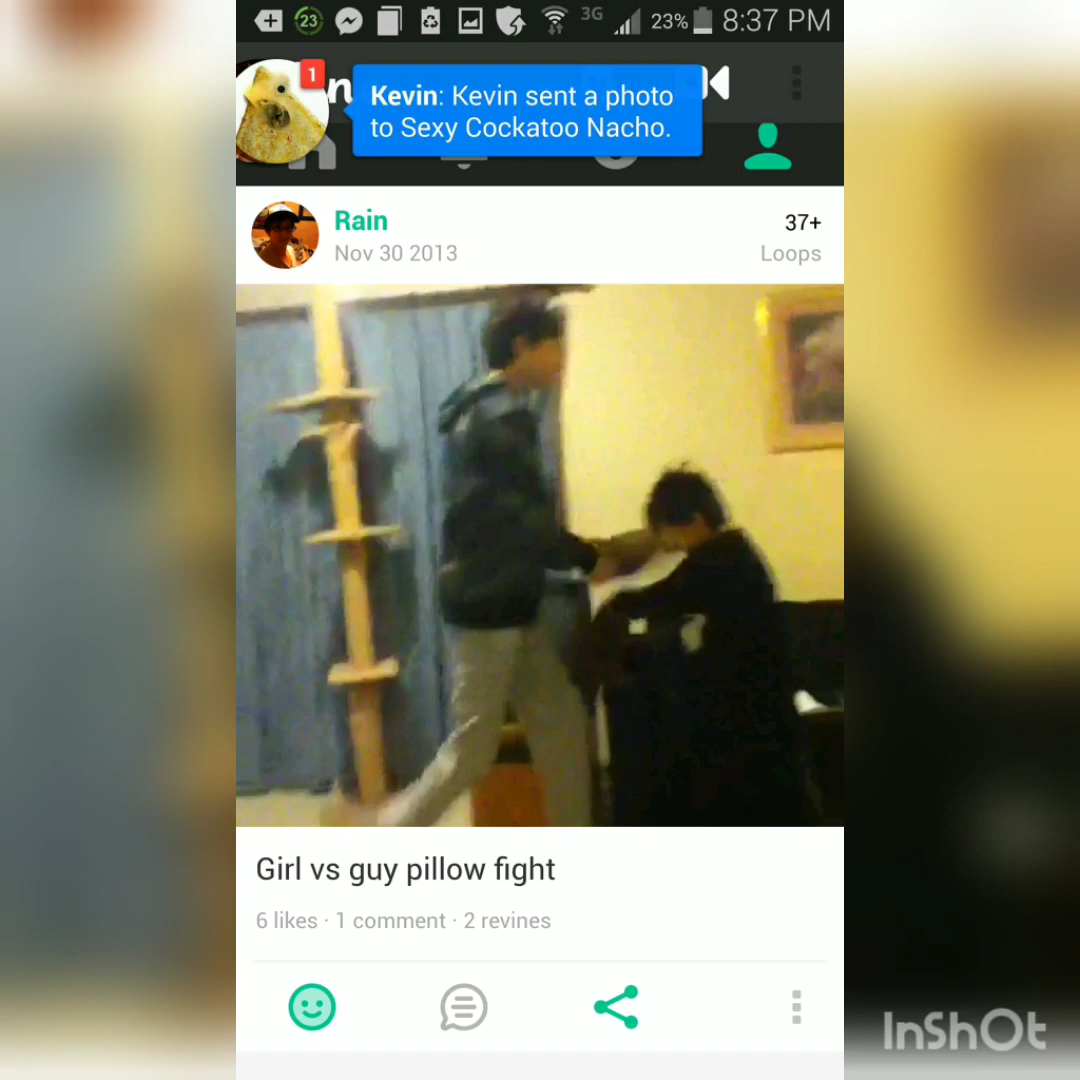 23
3G
23%
8:37 PM
1
n
Kevin: Kevin sent a photo
to Sexy Cockatoo Nacho.
Rain
37+
Nov 30 2013
Loops
Girl vs guy pillow fight
6 likes · 1 comment · 2 revines
InShOt